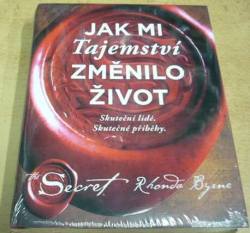 JAK MI
Tajemství
ZMĚNILO
ŽIVOT
Skuteční lidé.
Skutečné příběhy.
The Secret Rhonda Byrne